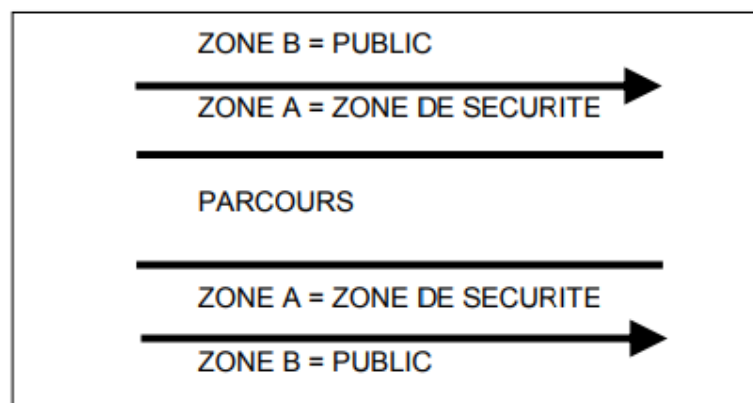 ZONE B = PUBLIC
ZONE A = ZONE DE SECURITE
PARCOURS
ZONE A = ZONE DE SECURITE
ZONE B = PUBLIC